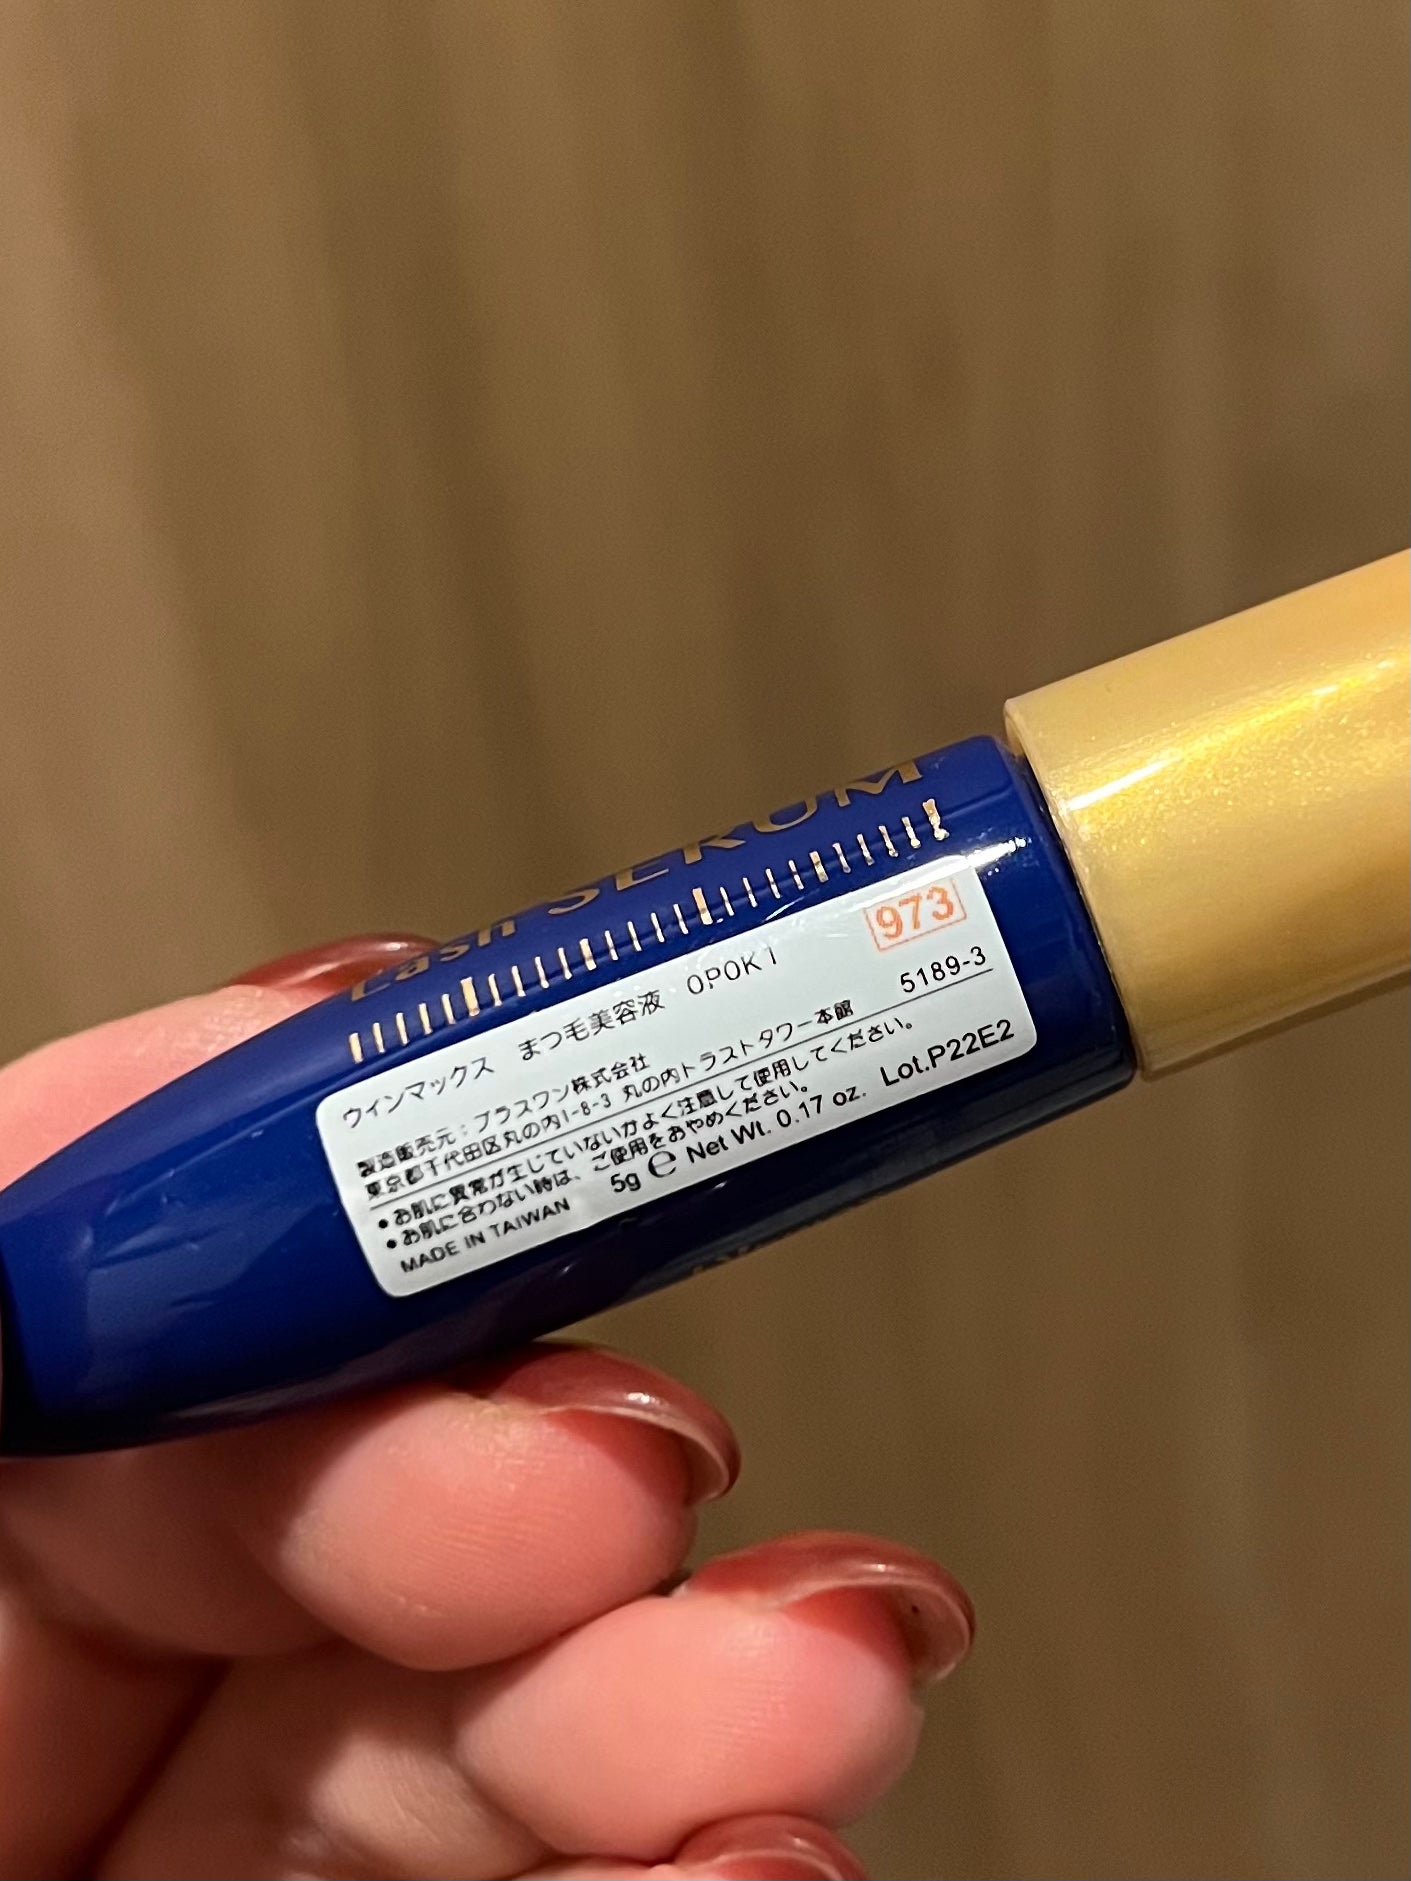 Lash SERUM
973
ウインマックス まつ毛美容液 OPOK1
5189-3
製造販売元:プラスワン株式会社
東京都千代田区丸の内1-8-3 丸の内トラストタワー本館
●お肌に異常が生じていないかよく注意して使用してください。
●お肌に合わない時は、ご使用をおやめください。
MADE IN TAIWAN 5g ℮ Net Wt. 0.17 oz. Lot.P22E2